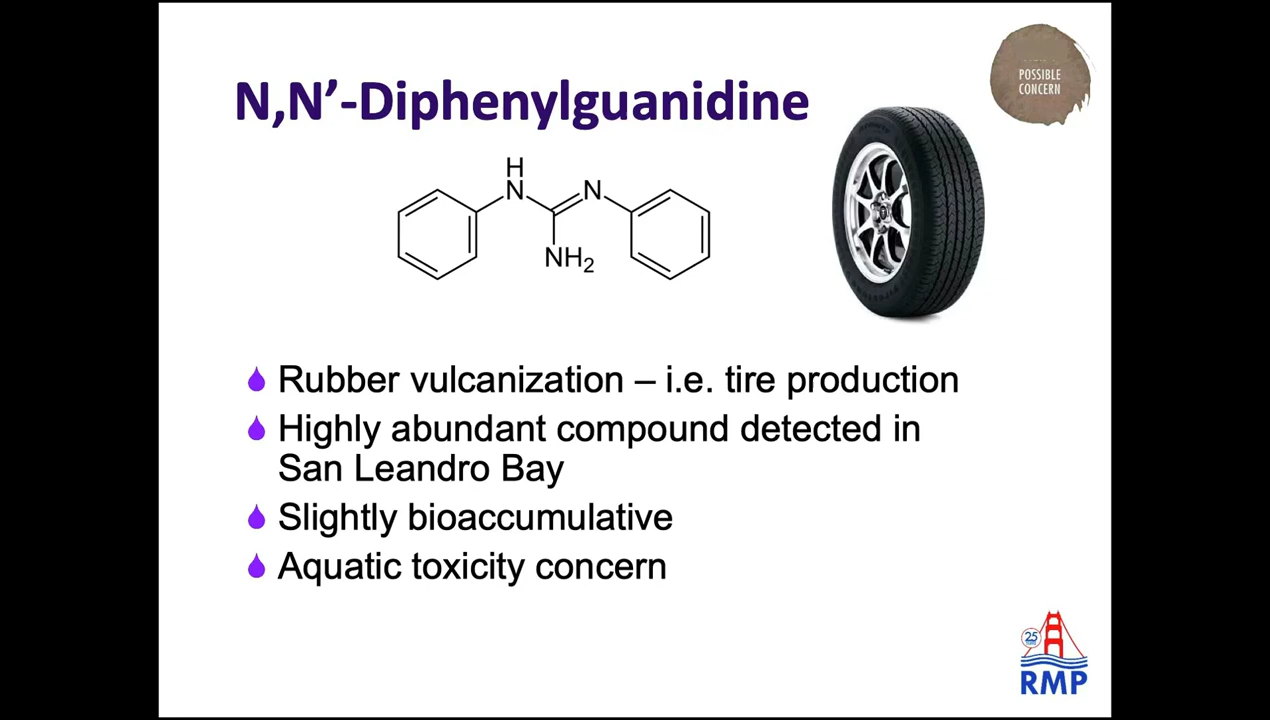 POSSIBLE
CONCERN
N,N’-Diphenylguanidine
H
N
N
NH2
Rubber vulcanization – i.e. tire production
Highly abundant compound detected in
San Leandro Bay
Slightly bioaccumulative
Aquatic toxicity concern
25
RMP